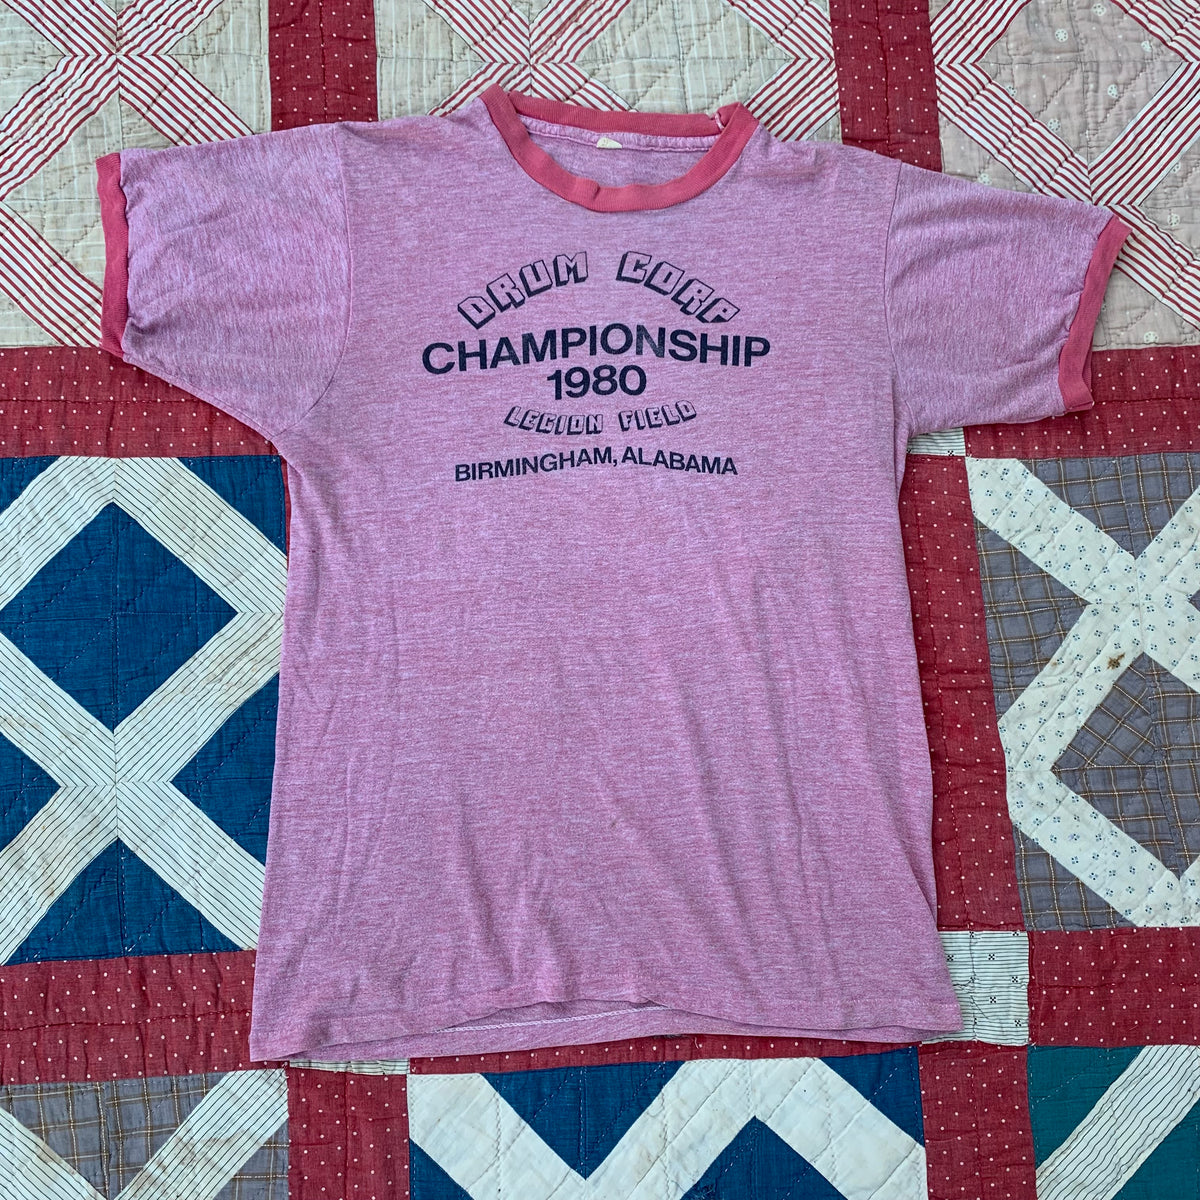 DRUM CORP
CHAMPIONSHIP
1980
LEGION FIELD
BIRMINGHAM, ALABAMA